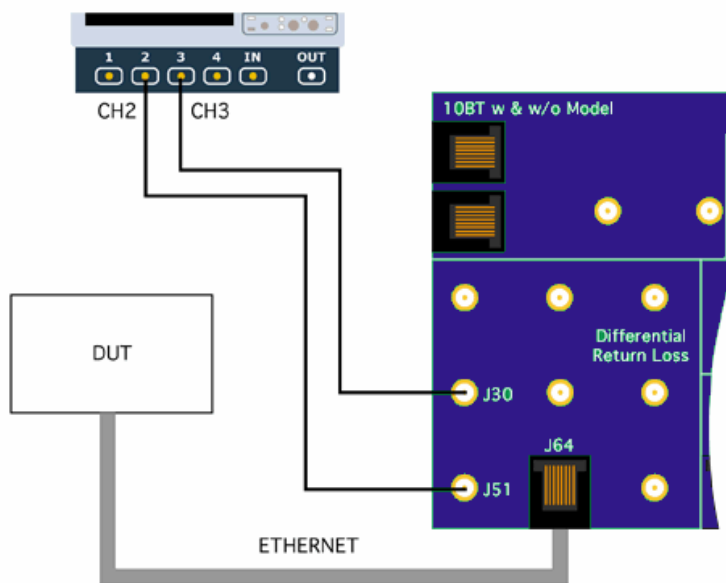 1 2 3 4 IN OUT
CH2 CH3
10BT w & w/o Model
DUT
Differential
Return Loss
J30
J64
J51
ETHERNET